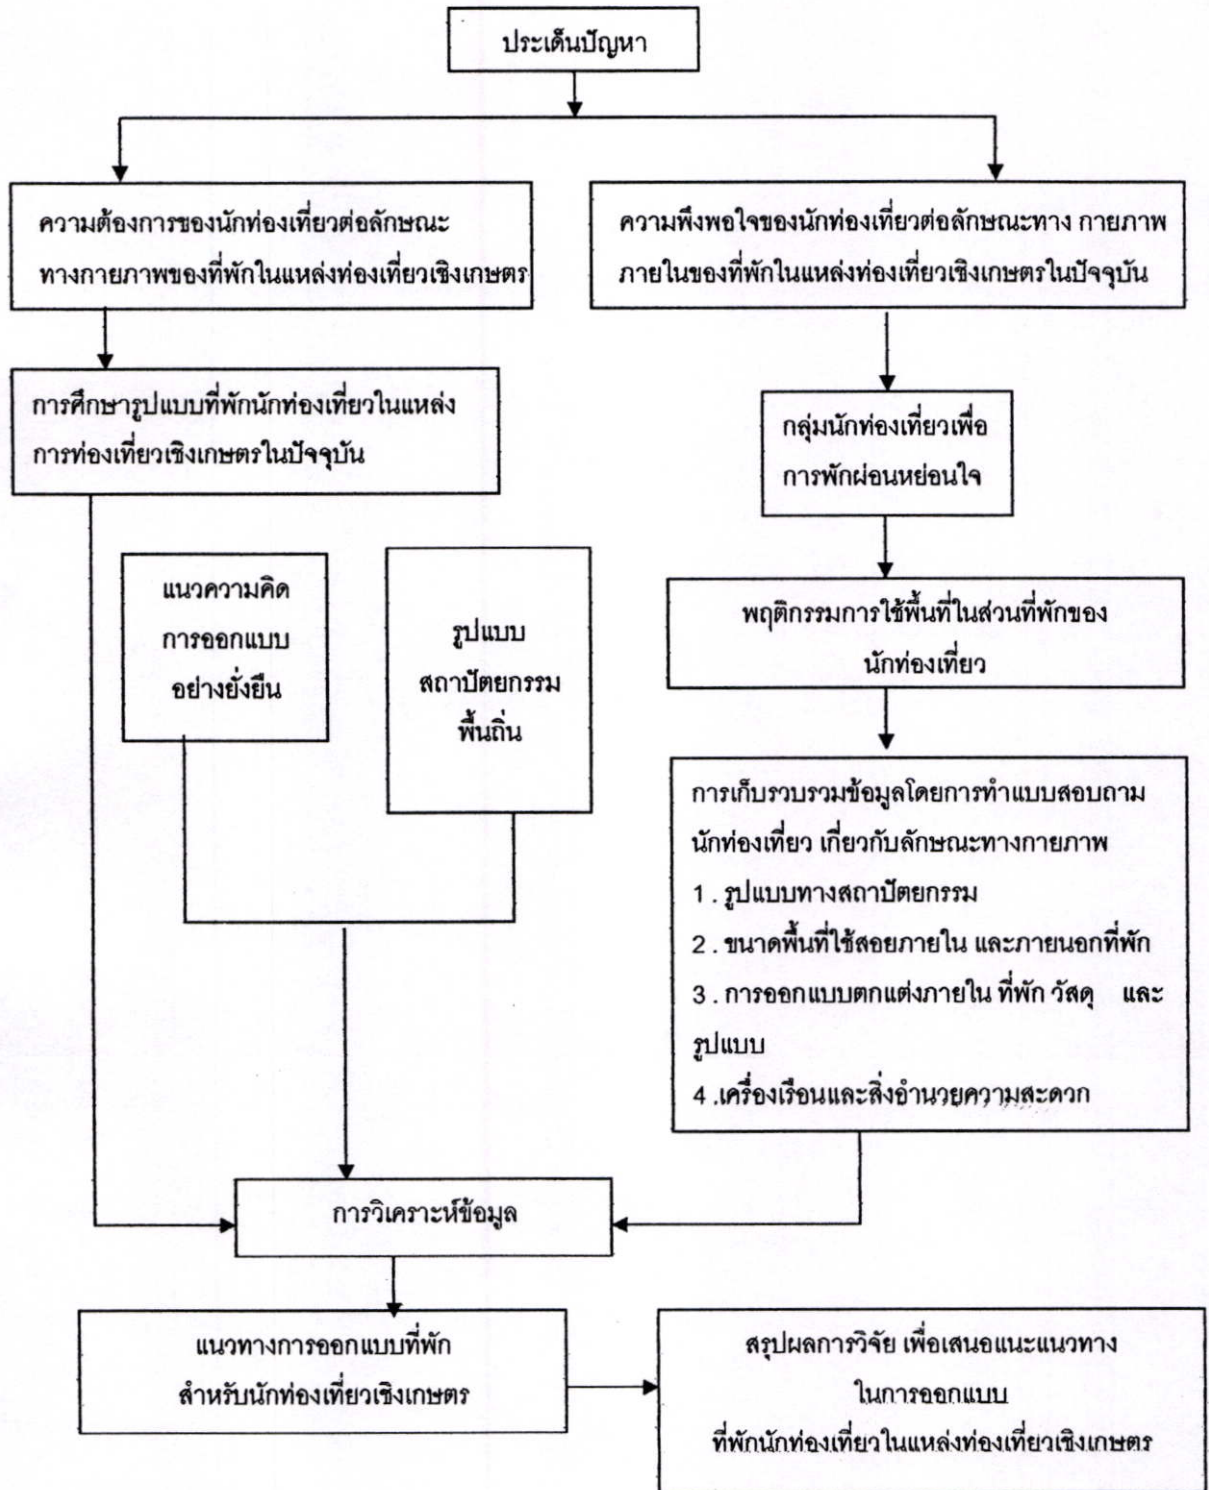 ประเด็นปัญหา
ความต้องการของนักท่องเที่ยวต่อลักษณะ
ทางกายภาพของที่พักในแหล่งท่องเที่ยวเชิงเกษตร
ความพึงพอใจของนักท่องเที่ยวต่อลักษณะทาง กายภาพ
ภายในของที่พักในแหล่งท่องเที่ยวเชิงเกษตรในปัจจุบัน
การศึกษารูปแบบที่พักนักท่องเที่ยวในแหล่ง
การท่องเที่ยวเชิงเกษตรในปัจจุบัน
กลุ่มนักท่องเที่ยวเพื่อ
การพักผ่อนหย่อนใจ
แนวความคิด
การออกแบบ
อย่างยั่งยืน
รูปแบบ
สถาปัตยกรรม
พื้นถิ่น
พฤติกรรมการใช้พื้นที่ในส่วนที่พักของ
นักท่องเที่ยว
การเก็บรวบรวมข้อมูลโดยการทำแบบสอบถาม
นักท่องเที่ยว เกี่ยวกับลักษณะทางกายภาพ
1 . รูปแบบทางสถาปัตยกรรม
2 . ขนาดพื้นที่ใช้สอยภายใน และภายนอกที่พัก
3 . การออกแบบตกแต่งภายใน ที่พัก วัสดุ และ
รูปแบบ
4 .เครื่องเรือนและสิ่งอำนวยความสะดวก
การวิเคราะห์ข้อมูล
แนวทางการออกแบบที่พัก
สำหรับนักท่องเที่ยวเชิงเกษตร
สรุปผลการวิจัย เพื่อเสนอแนะแนวทาง
ในการออกแบบ
ที่พักนักท่องเที่ยวในแหล่งท่องเที่ยวเชิงเกษตร